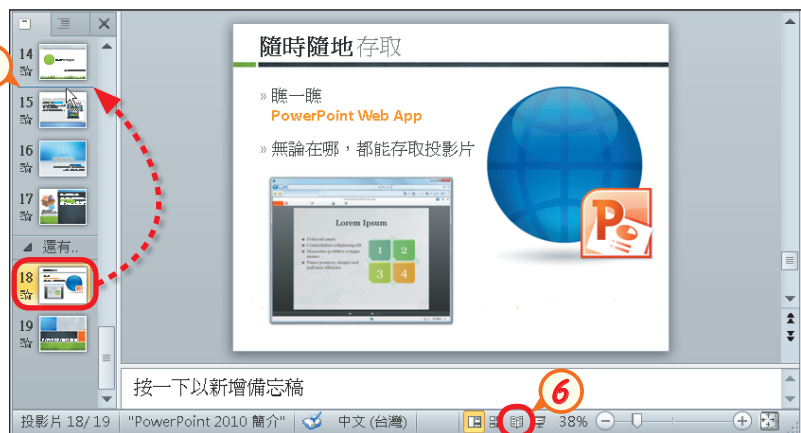 14
15
16
17
還有..
18
19
隨時隨地存取
» 瞧一瞧
PowerPoint Web App
» 無論在哪，都能存取投影片
Lorem Ipsum
1 2
3 4
P
按一下以新增備忘稿
6
投影片 18/19 "PowerPoint 2010 簡介" 中文 (台灣) 38%